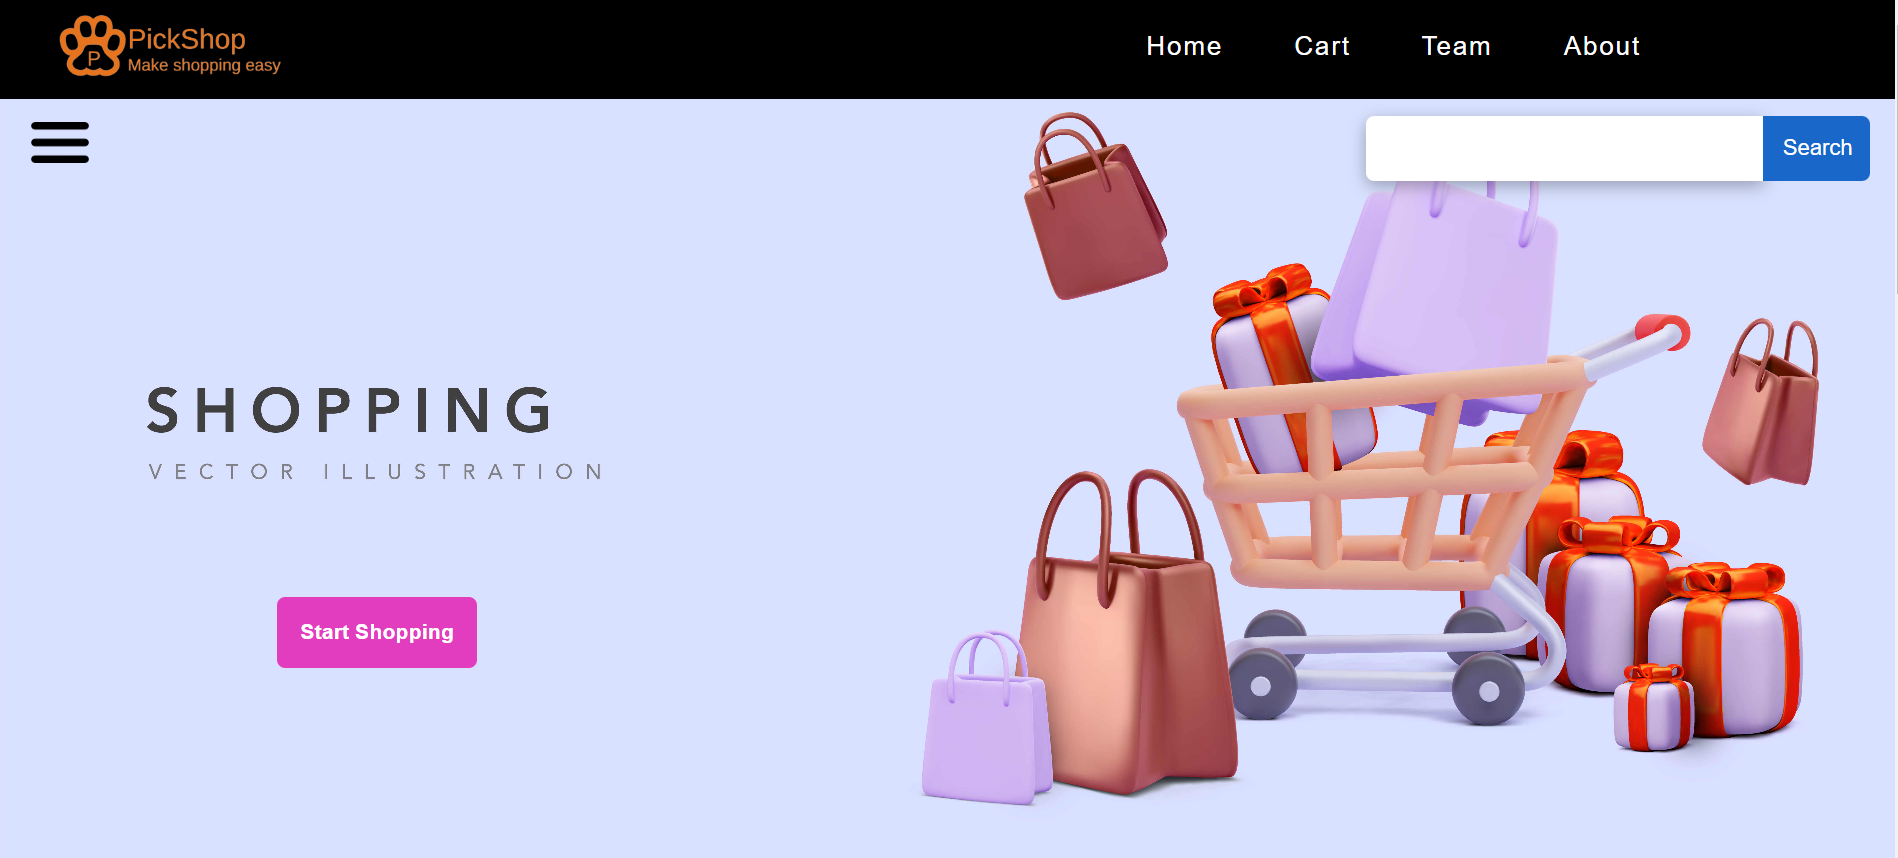 PickShop
P
Make shopping easy
Home
Cart
Team
About
Search
SHOPPING
VECTOR ILLUSTRATION
Start Shopping